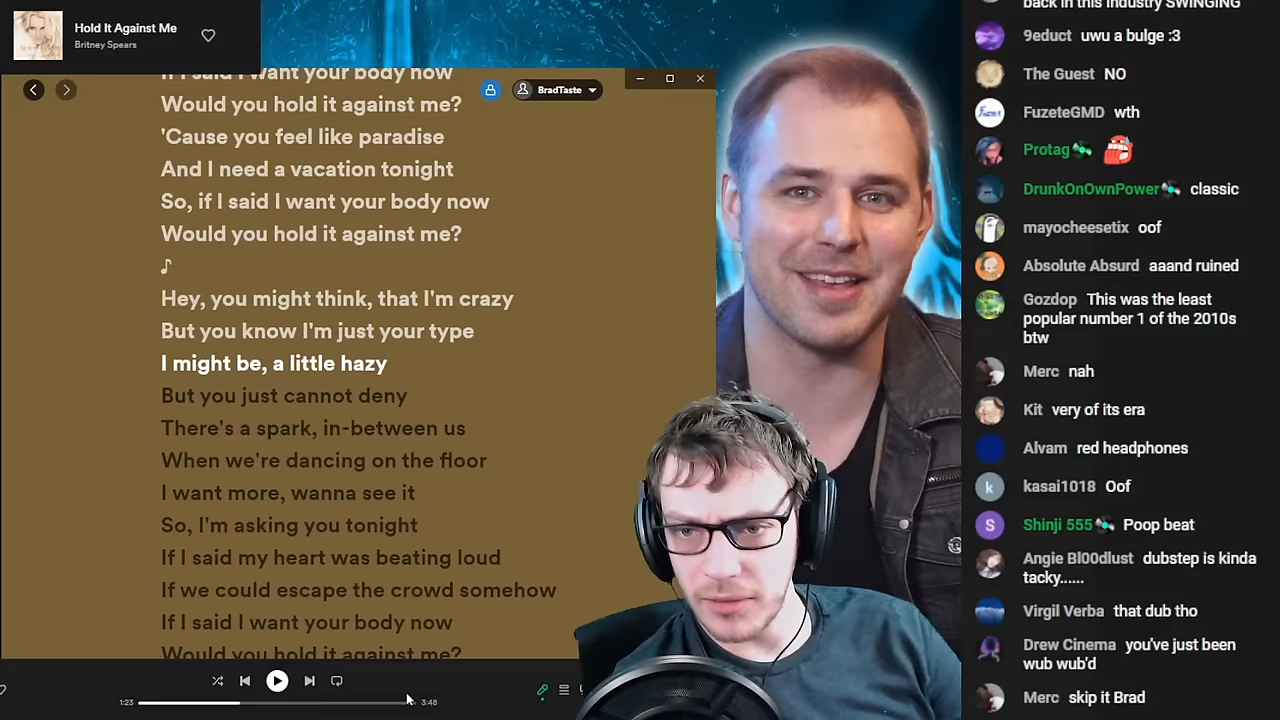 Hold It Against Me
Britney Spears
BradTaste
If I said I want your body now
Would you hold it against me?
'Cause you feel like paradise
And I need a vacation tonight
So, if I said I want your body now
Would you hold it against me?
♪
Hey, you might think, that I'm crazy
But you know I'm just your type
I might be, a little hazy
But you just cannot deny
There's a spark, in-between us
When we're dancing on the floor
I want more, wanna see it
So, I'm asking you tonight
If I said my heart was beating loud
If we could escape the crowd somehow
If I said I want your body now
Would you hold it against me?
1:23
3:48
back in this industry SWINGING
9educt uwu a bulge :3
The Guest NO
FuzeteGMD wth
Protag
DrunkOnOwnPower classic
mayocheesetix oof
Absolute Absurd aaand ruined
Gozdop This was the least
popular number 1 of the 2010s
btw
Merc nah
Kit very of its era
Alvam red headphones
k
kasai1018 Oof
S
Shinji 555 Poop beat
Angie Bl00dlust dubstep is kinda
tacky......
Virgil Verba that dub tho
Drew Cinema you've just been
wub wub'd
Merc skip it Brad